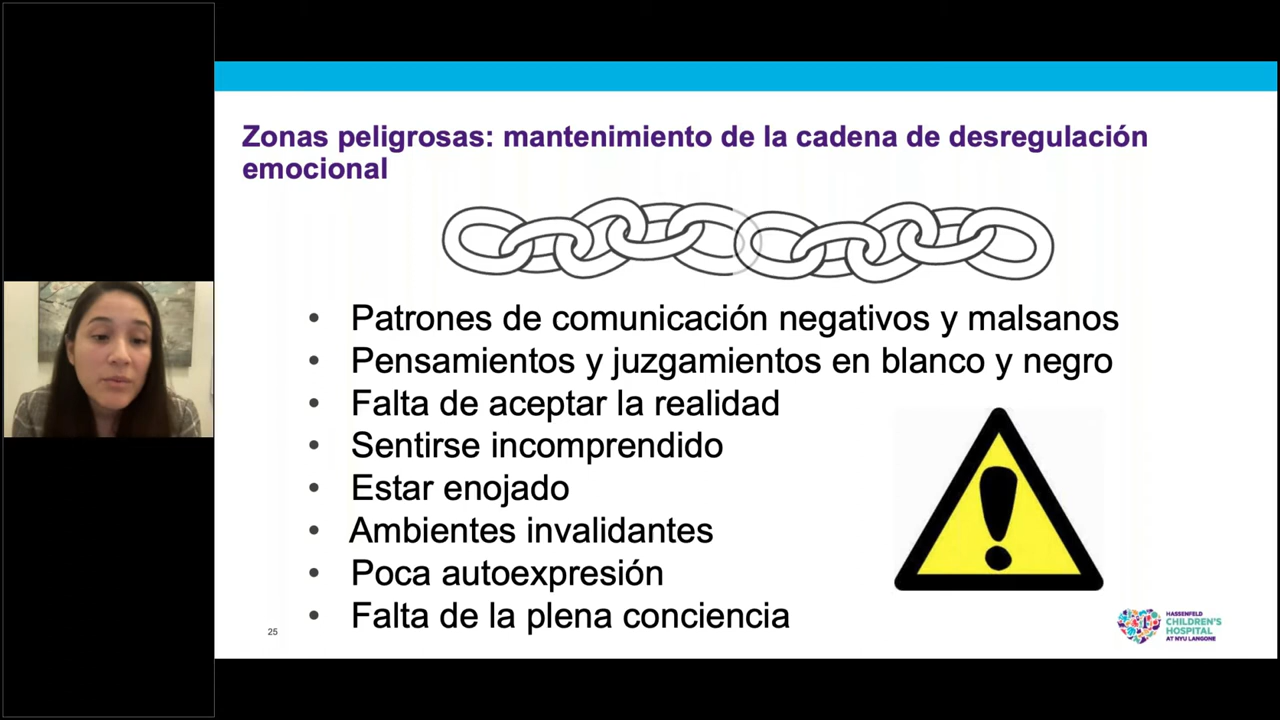 Zonas peligrosas: mantenimiento de la cadena de desregulación
emocional
• Patrones de comunicación negativos y malsanos
• Pensamientos y juzgamientos en blanco y negro
• Falta de aceptar la realidad
• Sentirse incomprendido
• Estar enojado
• Ambientes invalidantes
• Poca autoexpresión
• Falta de la plena conciencia
25
HASSENFELD
CHILDREN'S
HOSPITAL
AT NYU LANGONE